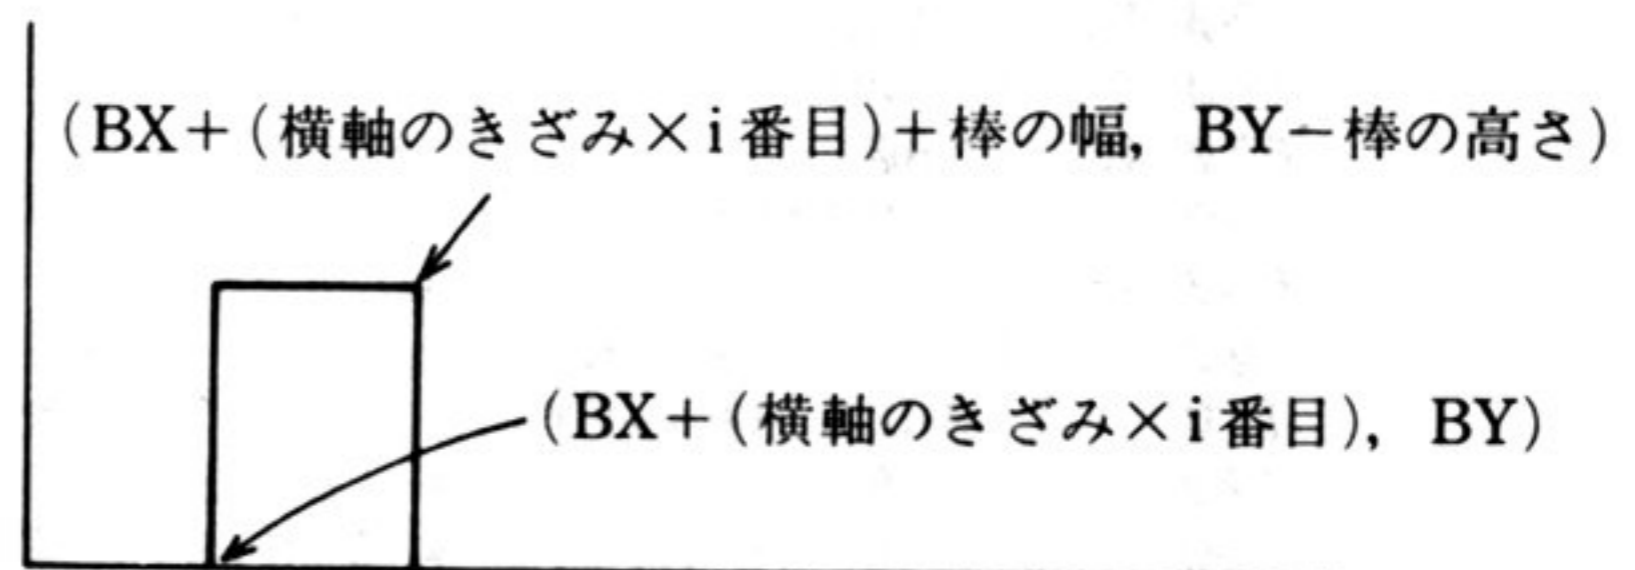 (BX+(横軸のきざみ×i番目)+棒の幅, BY−棒の高さ)
(BX+(横軸のきざみ×i番目), BY)